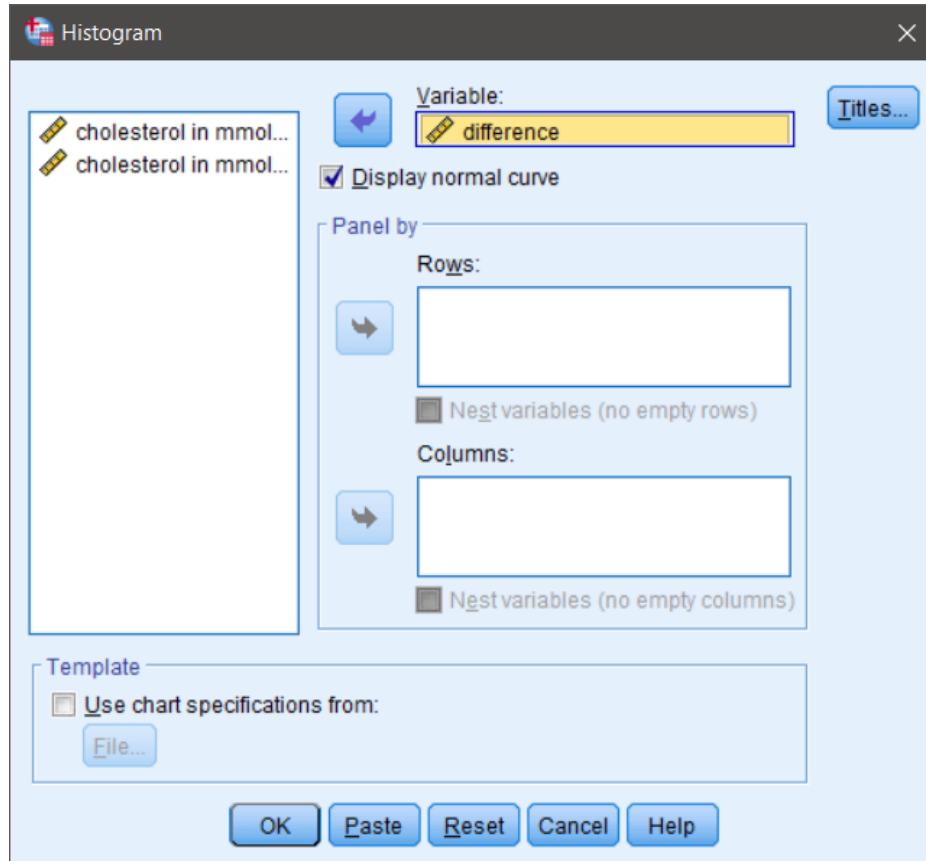 Histogram
Variable:
difference
Titles...
cholesterol in mmol...
cholesterol in mmol...
Display normal curve
Panel by
Rows:
Nest variables (no empty rows)
Columns:
Nest variables (no empty columns)
Template
Use chart specifications from:
File...
OK Paste Reset Cancel Help